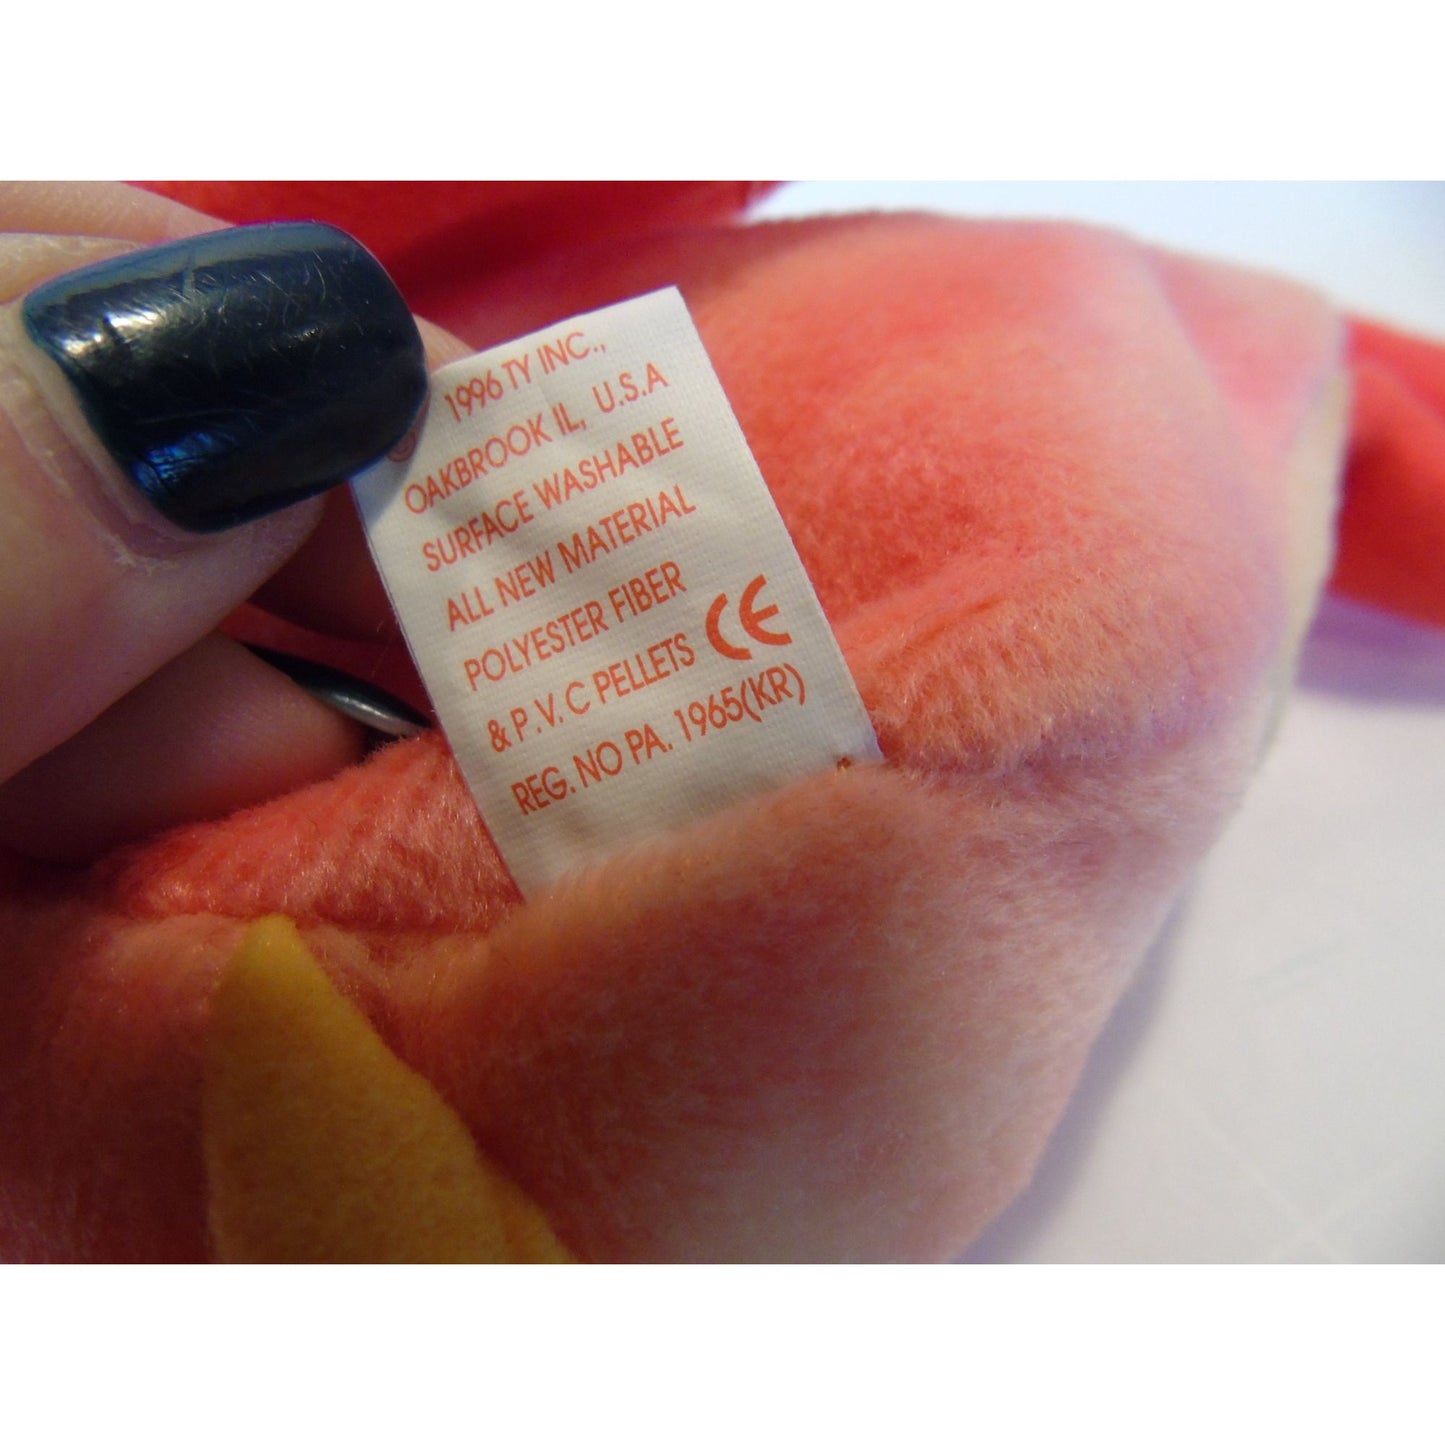 © 1996 TY INC.,
OAKBROOK IL, U.S.A
SURFACE WASHABLE
ALL NEW MATERIAL
POLYESTER FIBER
& P.V.C PELLETS CE
REG. NO PA. 1965(KR)